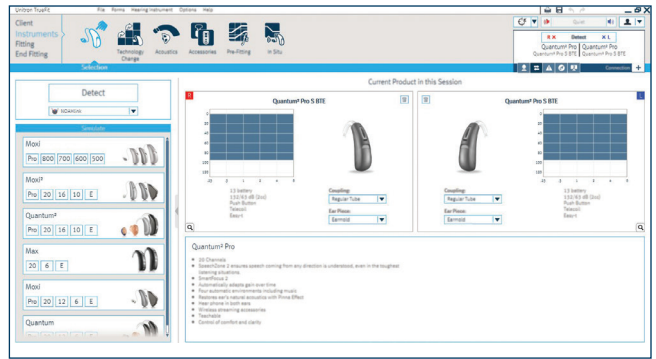 Unitron TrueFit File Forms Hearing Instrument Options Help
Client
Instruments
Fitting
End Fitting
Technology
Change
Acoustics
Accessories
Pre-Fitting
In Situ
Selection
Quiet
R X Detect X L
Quantum² Pro Quantum² Pro
Quantum² Pro S BTE Quantum² Pro S BTE
Connection +
Detect
NOAHlink
Simulate
Moxi
Pro 800 700 600 500
Moxi²
Pro 20 16 10 E
Quantum²
Pro 20 16 10 E
Max
20 6 E
Moxi
Pro 20 12 6 E
Quantum
Current Product in this Session
R
Quantum² Pro S BTE
13 battery
Push Button
Telecoil
Coupling:
Regular Tube
Ear Piece:
Earmold
L
Quantum² Pro S BTE
13 battery
Push Button
Telecoil
Coupling:
Regular Tube
Ear Piece:
Earmold
Quantum² Pro
20 Channels
SpeechZone 2 ensures speech coming from any direction is understood, even in the toughest
listening situations
SmartFocus 2
Automatically adapts gain over time
Four automatic environments including music
Restores ear's natural acoustics with Pinna Effect
Hear phone in both ears
Wireless streaming accessories
Teachable
Control of comfort and clarity